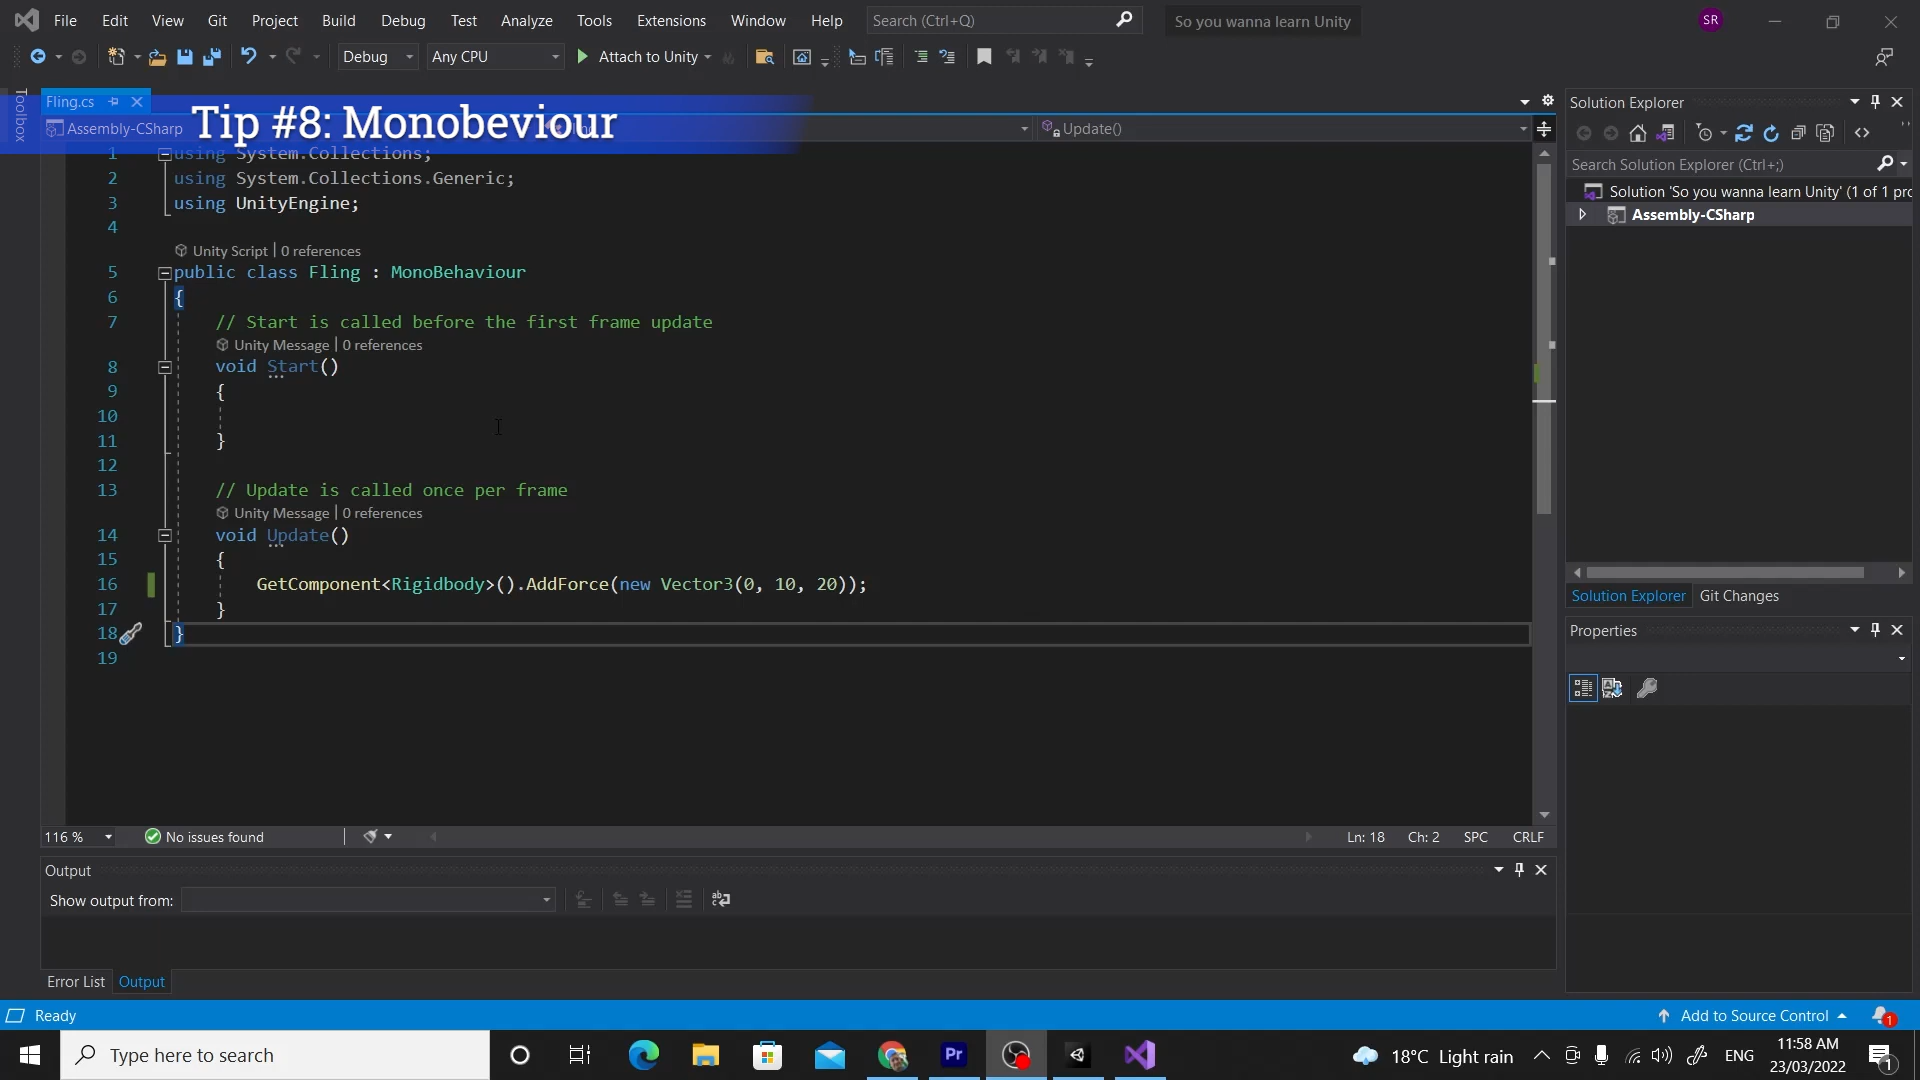 File Edit View Git Project Build Debug Test Analyze Tools Extensions Window Help Search (Ctrl+Q) So you wanna learn Unity SR
Debug Any CPU Attach to Unity
Toolbox
Fling.cs
Tip #8: Monobeviour
Assembly-CSharp Update()
1 using System.Collections;
2 using System.Collections.Generic;
3 using UnityEngine;
4
Unity Script | 0 references
5 public class Fling : MonoBehaviour
6 {
7 // Start is called before the first frame update
Unity Message | 0 references
8 void Start()
9 {
10
11 }
12
13 // Update is called once per frame
Unity Message | 0 references
14 void Update()
15 {
16 GetComponent<Rigidbody>().AddForce(new Vector3(0, 10, 20));
17 }
18 }
19
116 % No issues found Ln: 18 Ch: 2 SPC CRLF
Output
Show output from:
Error List Output
Solution Explorer
Search Solution Explorer (Ctrl+;)
Solution 'So you wanna learn Unity' (1 of 1 pro
Assembly-CSharp
Solution Explorer Git Changes
Properties
Ready Add to Source Control 1
Type here to search Pr 18°C Light rain ENG 11:58 AM
23/03/2022 1